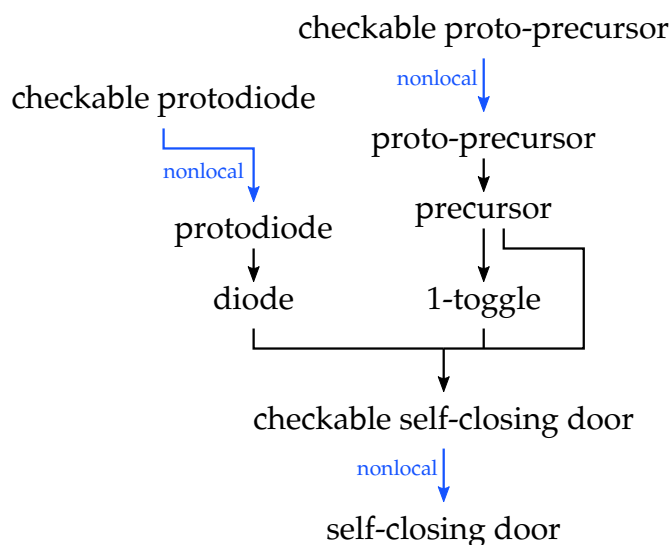 checkable proto-precursor
nonlocal
checkable protodiode
proto-precursor
nonlocal
precursor
protodiode
diode
1-toggle
checkable self-closing door
nonlocal
self-closing door